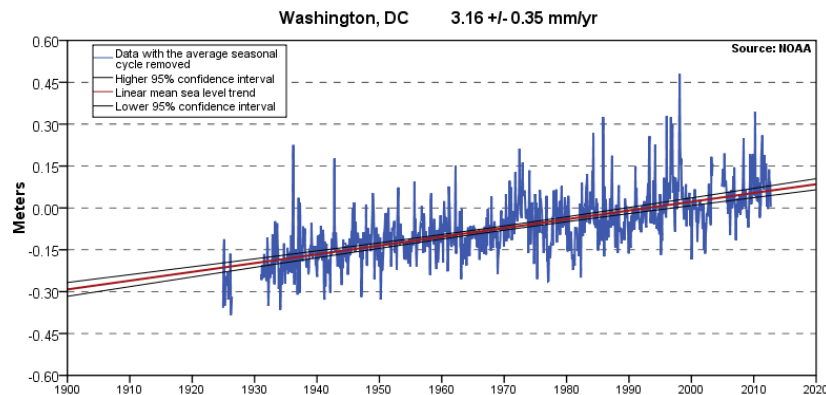 Washington, DC 3.16 +/- 0.35 mm/yr
Source: NOAA
Data with the average seasonal
cycle removed
Higher 95% confidence interval
Linear mean sea level trend
Lower 95% confidence interval
Meters
0.60
0.45
0.30
0.15
0.00
-0.15
-0.30
-0.45
-0.60
1900 1910 1920 1930 1940 1950 1960 1970 1980 1990 2000 2010 2020